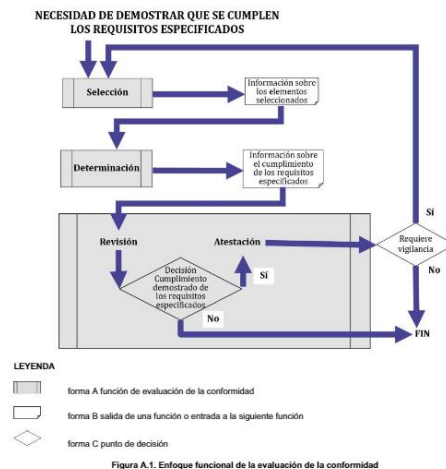 NECESIDAD DE DEMOSTRAR QUE SE CUMPLEN
LOS REQUISITOS ESPECIFICADOS
Selección
Información sobre
los elementos
seleccionados
Determinación
Información sobre
el cumplimiento
de los requisitos
especificados
Revisión
Atestación
Decisión
Cumplimiento
demostrado de
los requisitos
especificados
Sí
No
Sí
Requiere
vigilancia
No
FIN
LEYENDA
forma A función de evaluación de la conformidad
forma B salida de una función o entrada a la siguiente función
forma C punto de decisión
Figura A.1. Enfoque funcional de la evaluación de la conformidad